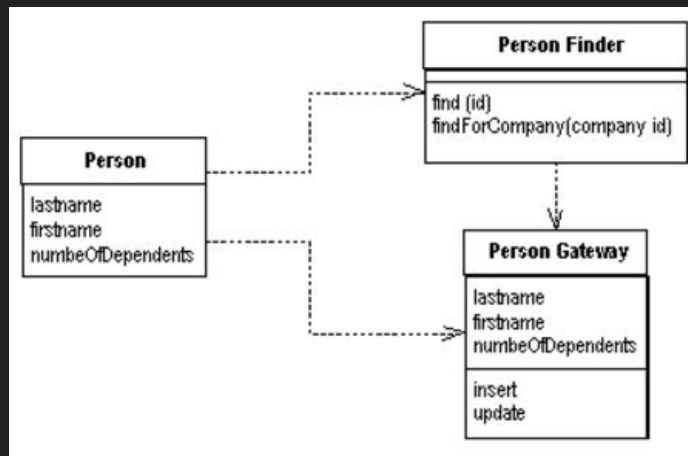 Person Finder
find (id)
findForCompany(company id)
Person
lastname
firstname
numbeOfDependents
Person Gateway
lastname
firstname
numbeOfDependents
insert
update